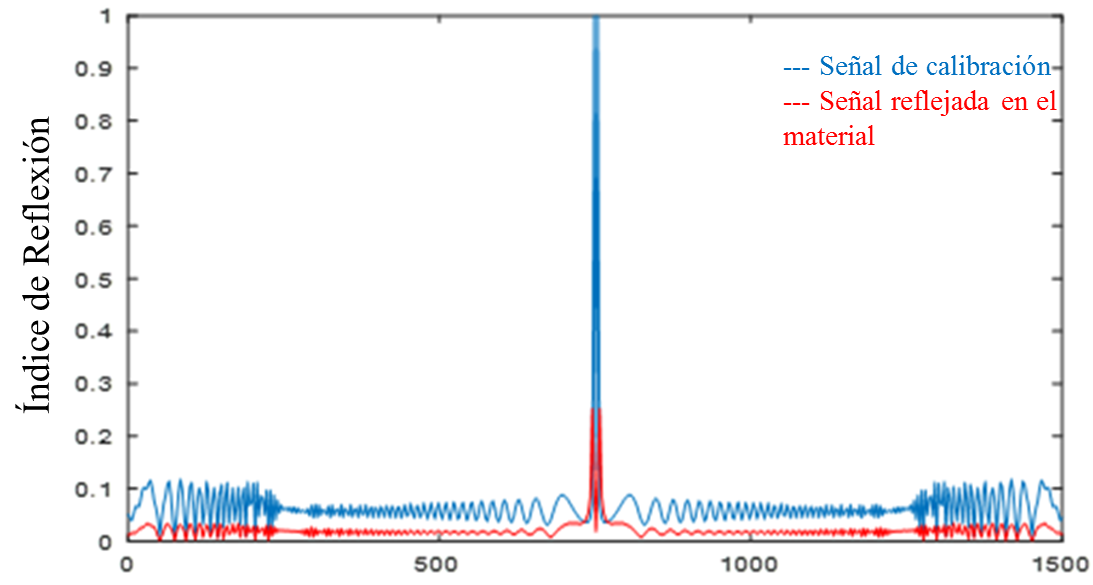 Índice de Reflexión
1
0.9
0.8
0.7
0.6
0.5
0.4
0.3
0.2
0.1
0
0 500 1000 1500
--- Señal de calibración
--- Señal reflejada en el
material